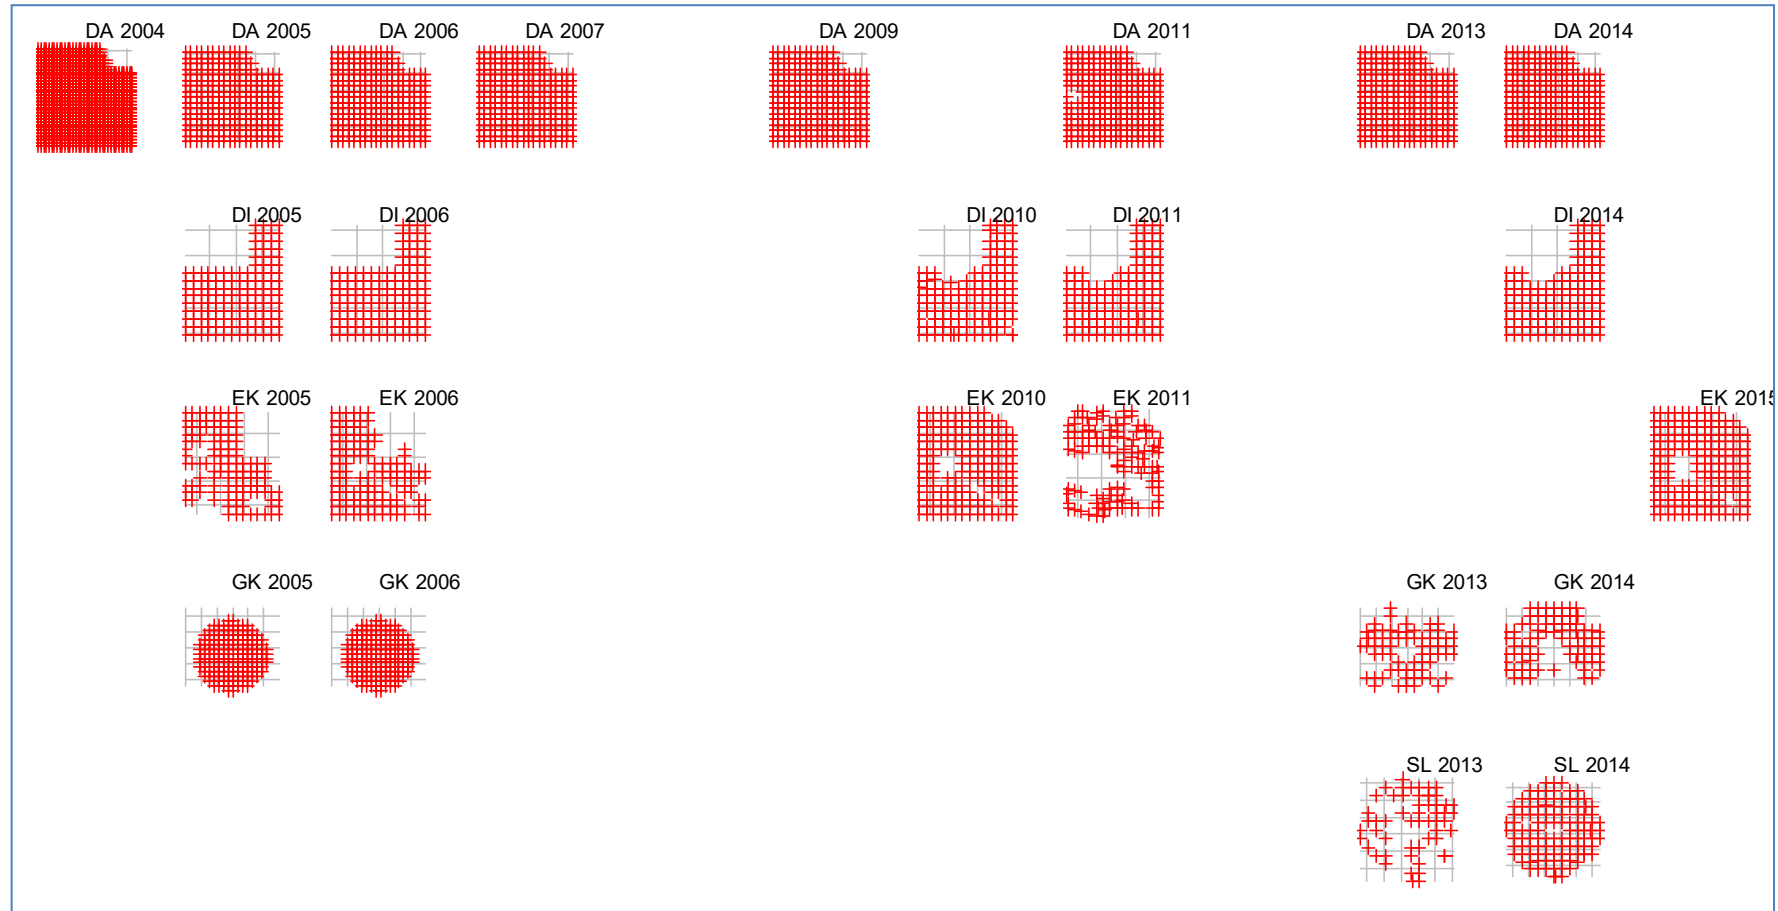 DA 2004
DA 2005
DA 2006
DA 2007
DA 2009
DA 2011
DA 2013
DA 2014
DI 2005
DI 2006
DI 2010
DI 2011
DI 2014
EK 2005
EK 2006
EK 2010
EK 2011
EK 2015
GK 2005
GK 2006
GK 2013
GK 2014
SL 2013
SL 2014